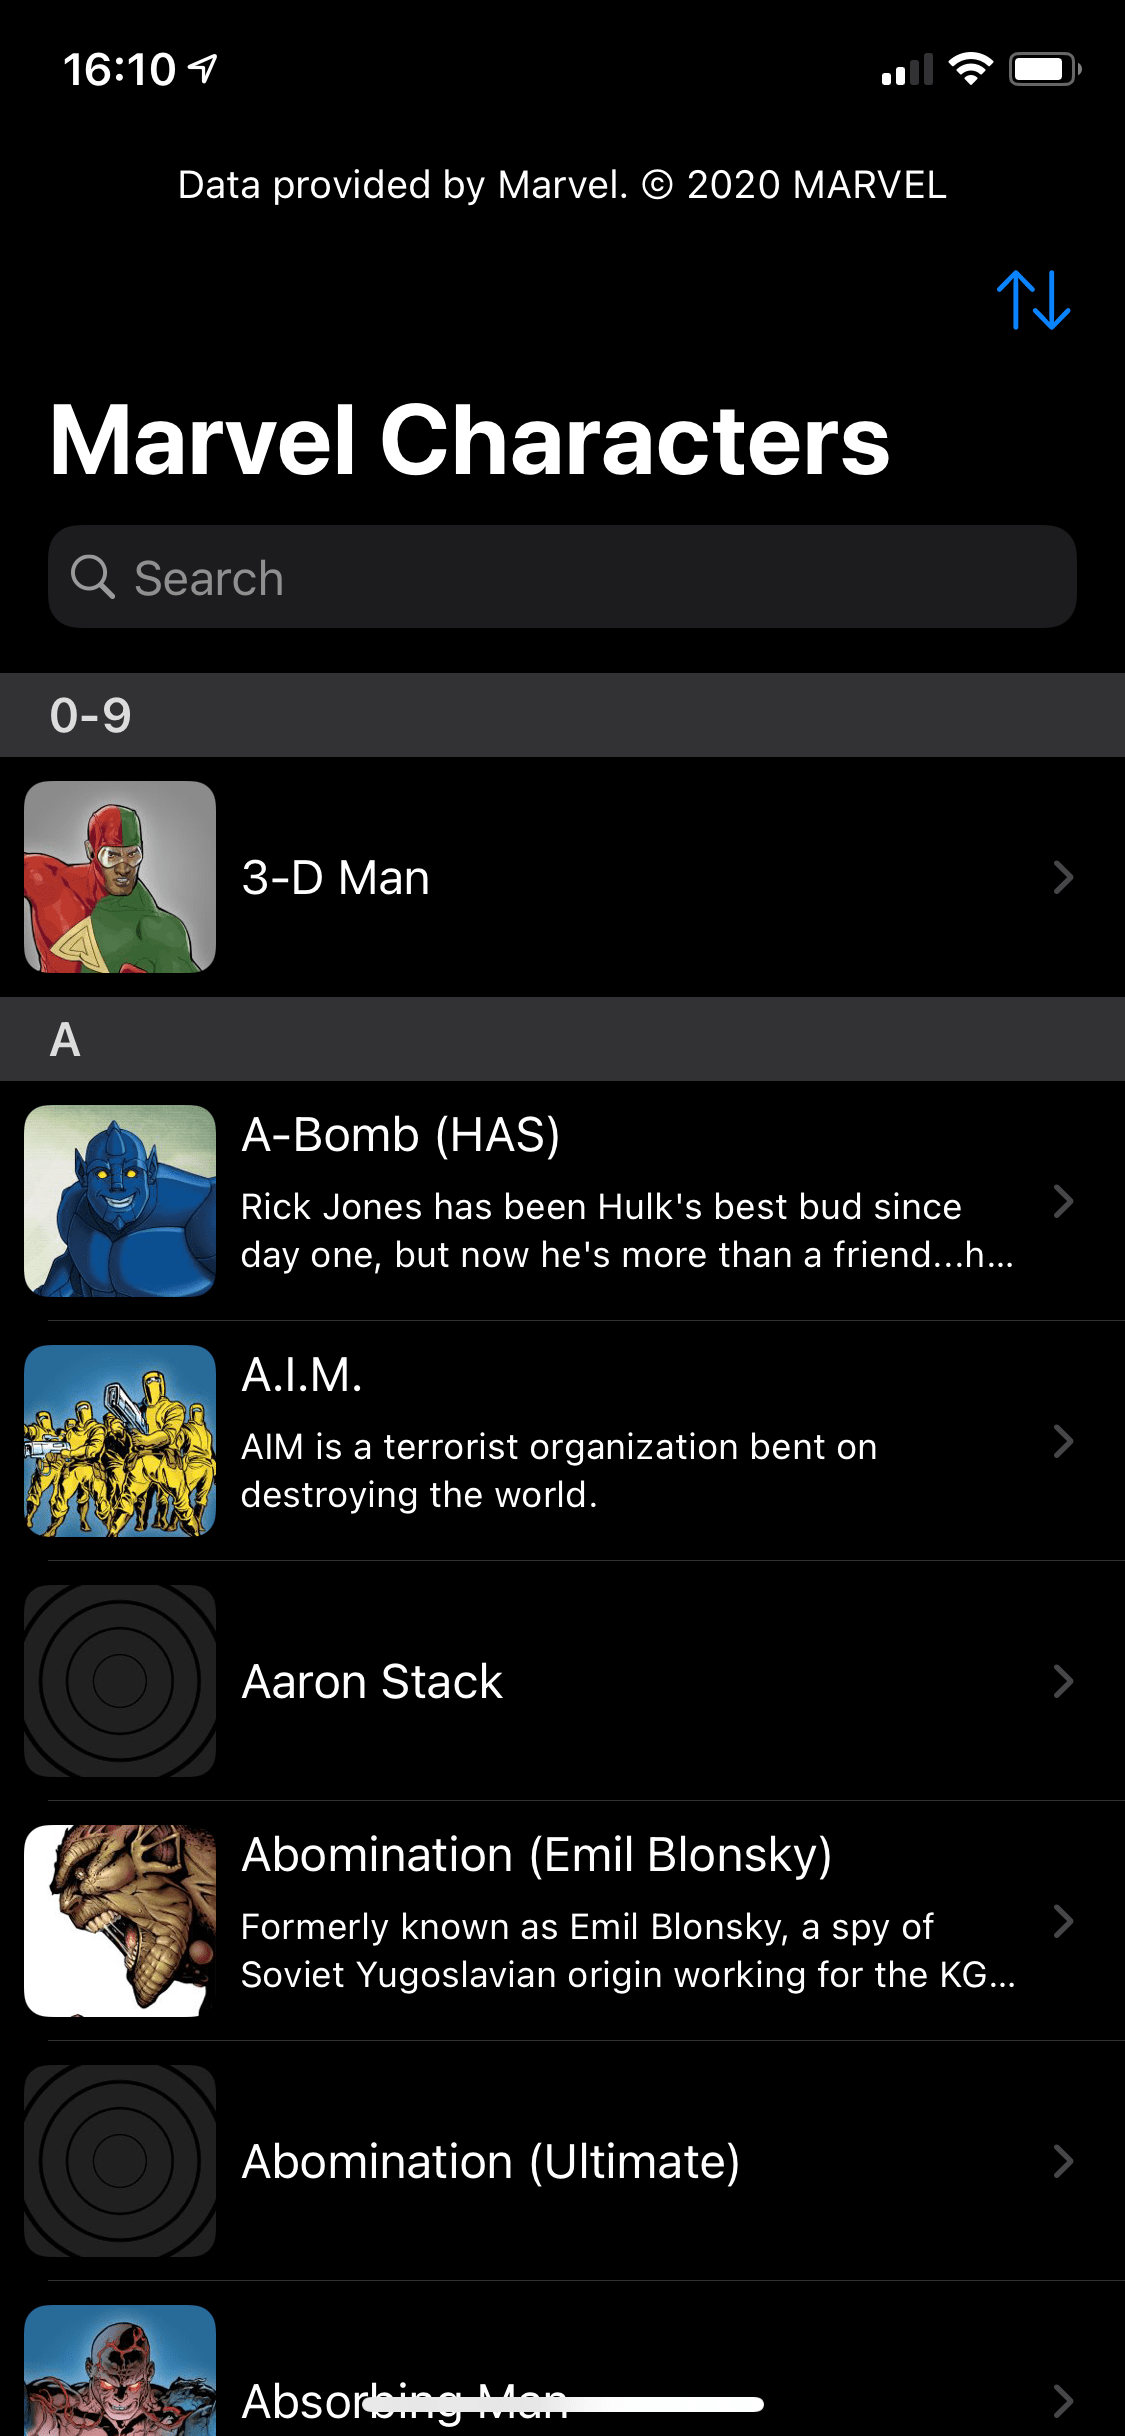 16:10
Data provided by Marvel. © 2020 MARVEL
Marvel Characters
Search
0-9
3-D Man
A
A-Bomb (HAS)
Rick Jones has been Hulk's best bud since
day one, but now he's more than a friend...h...
A.I.M.
AIM is a terrorist organization bent on
destroying the world.
Aaron Stack
Abomination (Emil Blonsky)
Formerly known as Emil Blonsky, a spy of
Soviet Yugoslavian origin working for the KG...
Abomination (Ultimate)
Absorbing Man